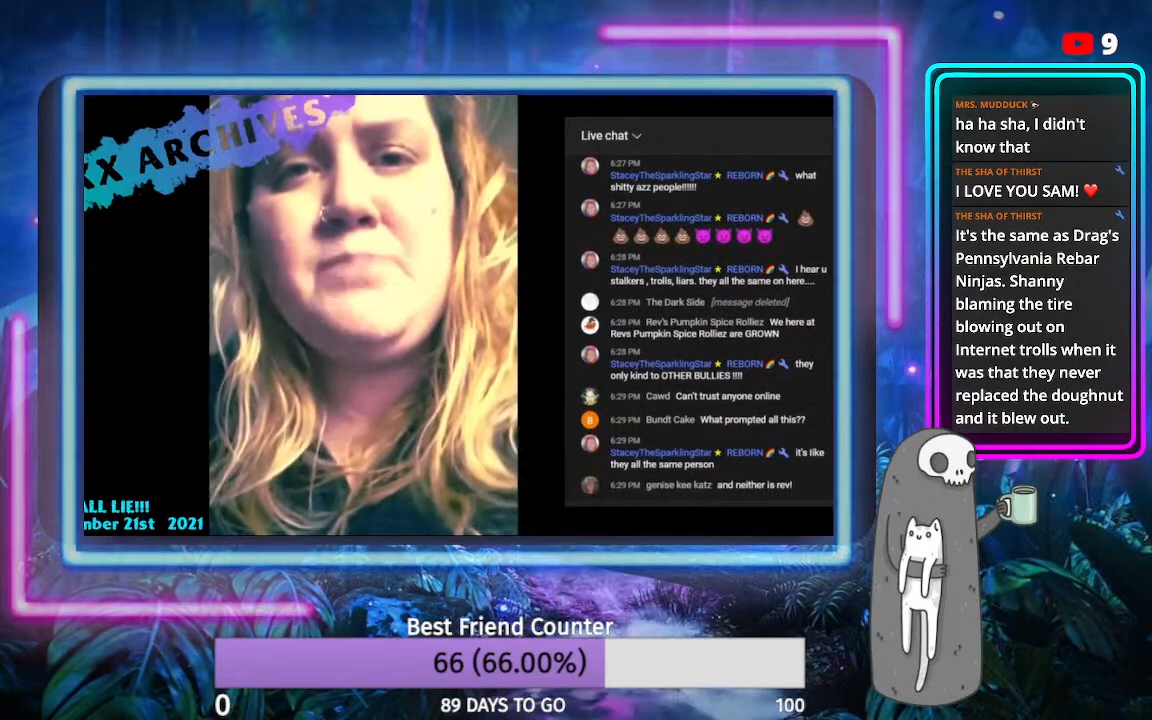 9
XX ARCHIVES
Live chat
6:27 PM
StaceyTheSparklingStar ★ REBORN 🌈 🔧 what
shitty azz people!!!!!!
6:27 PM
StaceyTheSparklingStar ★ REBORN 🌈 🔧 💩
💩💩💩💩😈😈😈😈
6:28 PM
StaceyTheSparklingStar ★ REBORN 🌈 🔧 I hear u
stalkers , trolls, liars. they all the same on here....
6:28 PM The Dark Side [message deleted]
6:28 PM Rev's Pumpkin Spice Rolliez We here at
Revs Pumpkin Spice Rolliez are GROWN
6:28 PM
StaceyTheSparklingStar ★ REBORN 🌈 🔧 they
only kind to OTHER BULLIES !!!!
6:29 PM Cawd Can't trust anyone online
6:29 PM Bundt Cake What prompted all this??
6:29 PM
StaceyTheSparklingStar ★ REBORN 🌈 🔧 it's like
they all the same person
6:29 PM genise kee katz and neither is rev!
ALL LIE!!!
mber 21st 2021
MRS. MUDDUCK
ha ha sha, I didn't
know that
THE SHA OF THIRST
I LOVE YOU SAM! ❤️
THE SHA OF THIRST
It's the same as Drag's
Pennsylvania Rebar
Ninjas. Shanny
blaming the tire
blowing out on
Internet trolls when it
was that they never
replaced the doughnut
and it blew out.
Best Friend Counter
66 (66.00%)
0 89 DAYS TO GO 100